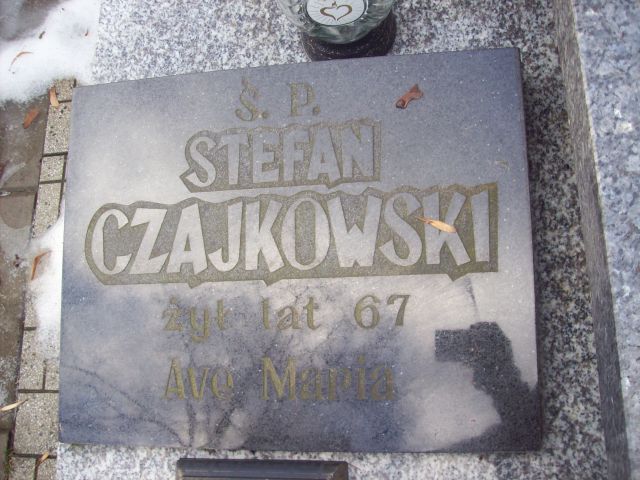 Ś. P.
STEFAN
CZAJKOWSKI
żył lat 67
Ave Maria